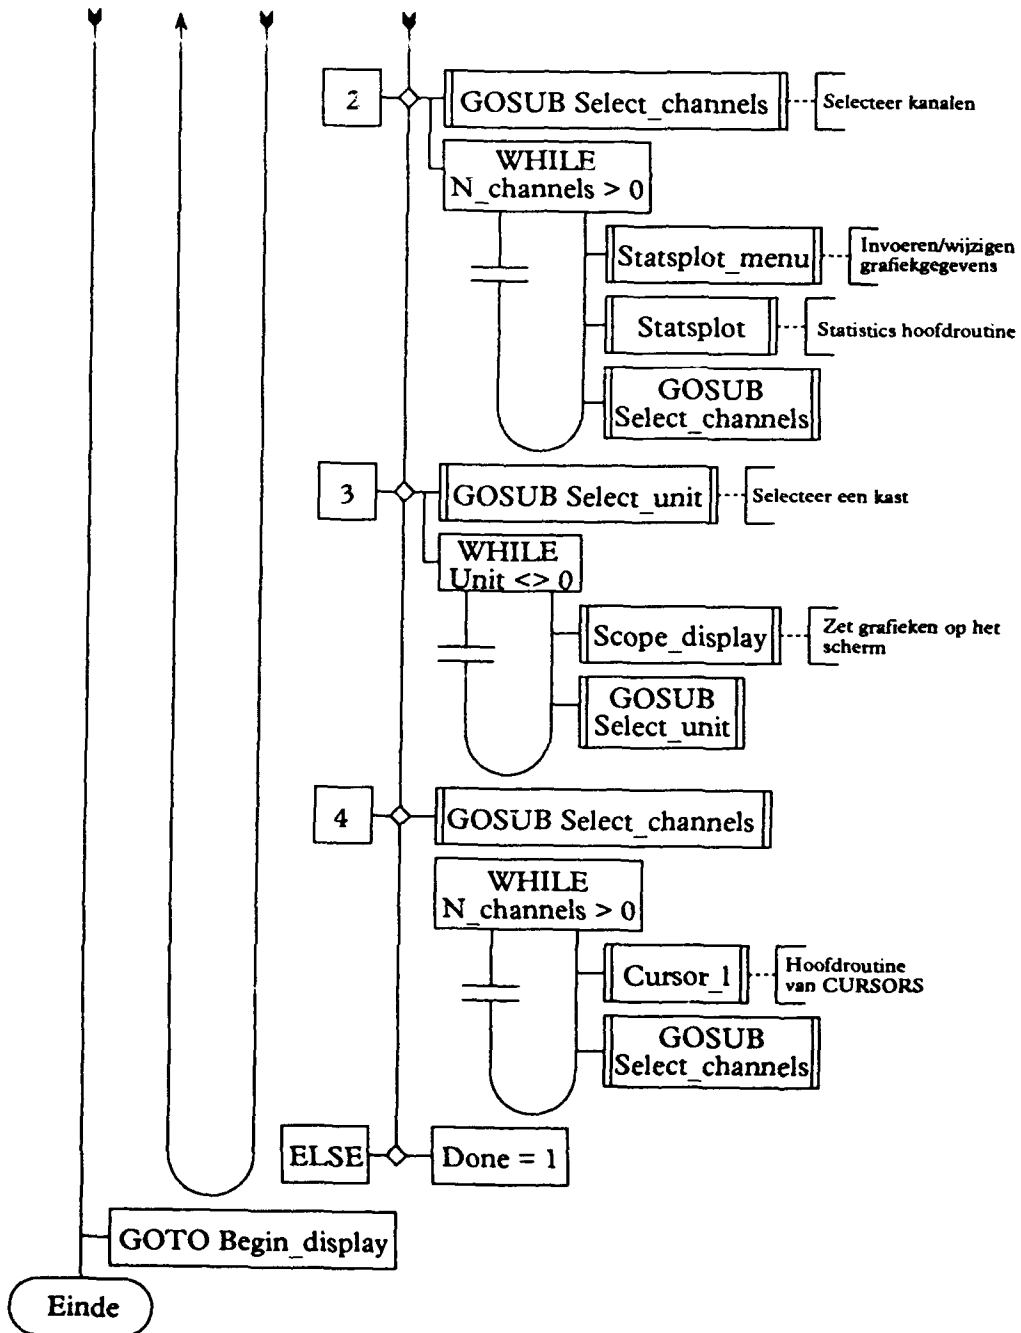 2
GOSUB Select_channels
Selecteer kanalen
WHILE
N_channels > 0
Statsplot_menu
Invoeren/wijzigen
grafiekgegevens
Statsplot
Statistics hoofdroutine
GOSUB
Select_channels
3
GOSUB Select_unit
Selecteer een kast
WHILE
Unit <> 0
Scope_display
Zet grafieken op het
scherm
GOSUB
Select_unit
4
GOSUB Select_channels
WHILE
N_channels > 0
Cursor_1
Hoofdroutine
van CURSORS
GOSUB
Select_channels
ELSE
Done = 1
GOTO Begin_display
Einde